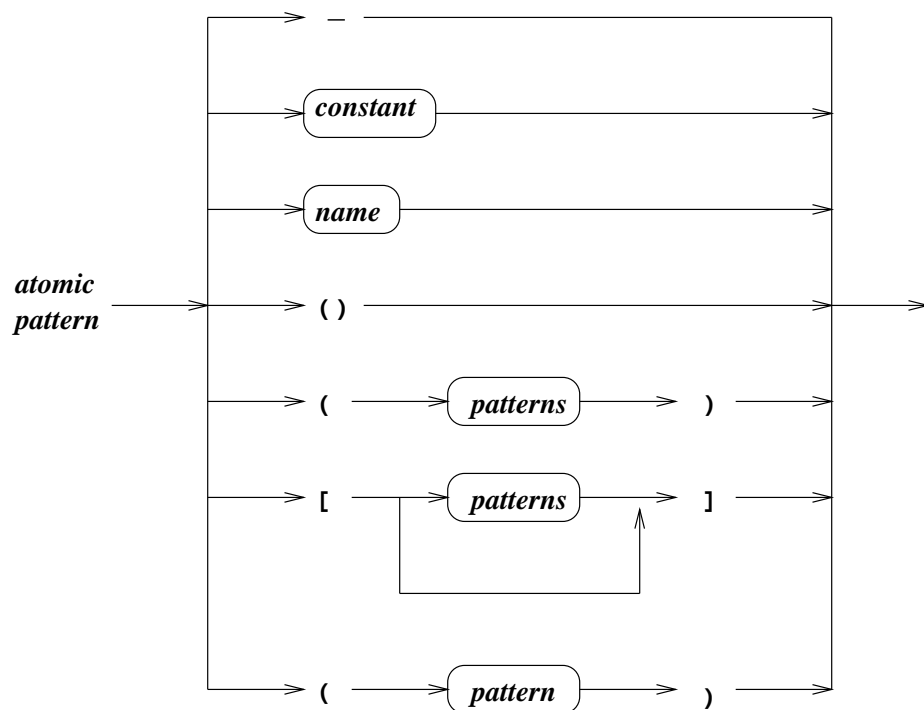 _
constant
name
atomic
pattern
( )
( patterns )
[ patterns ]
( pattern )